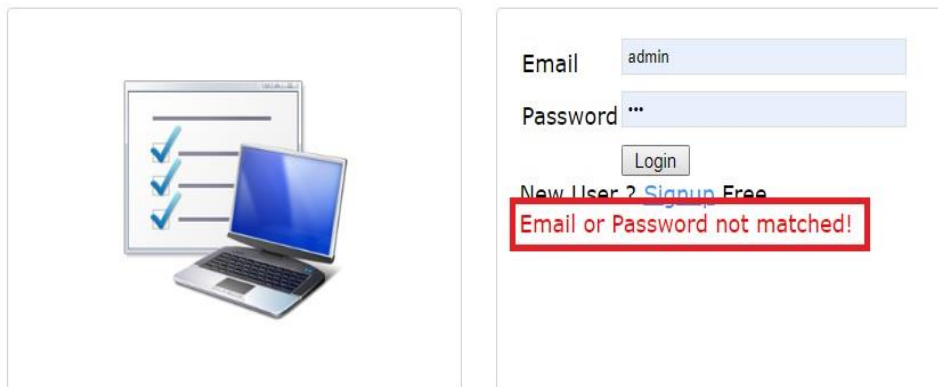 Email admin
Password •••
Login
New User ? Signup Free
Email or Password not matched!